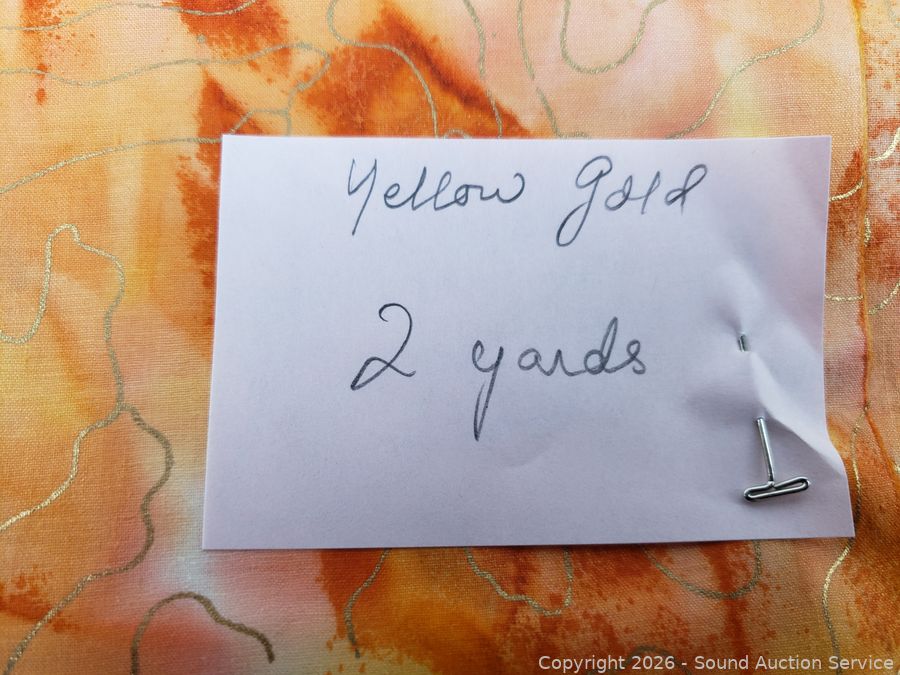 Yellow Gold
2 yards
Copyright 2026 - Sound Auction Service